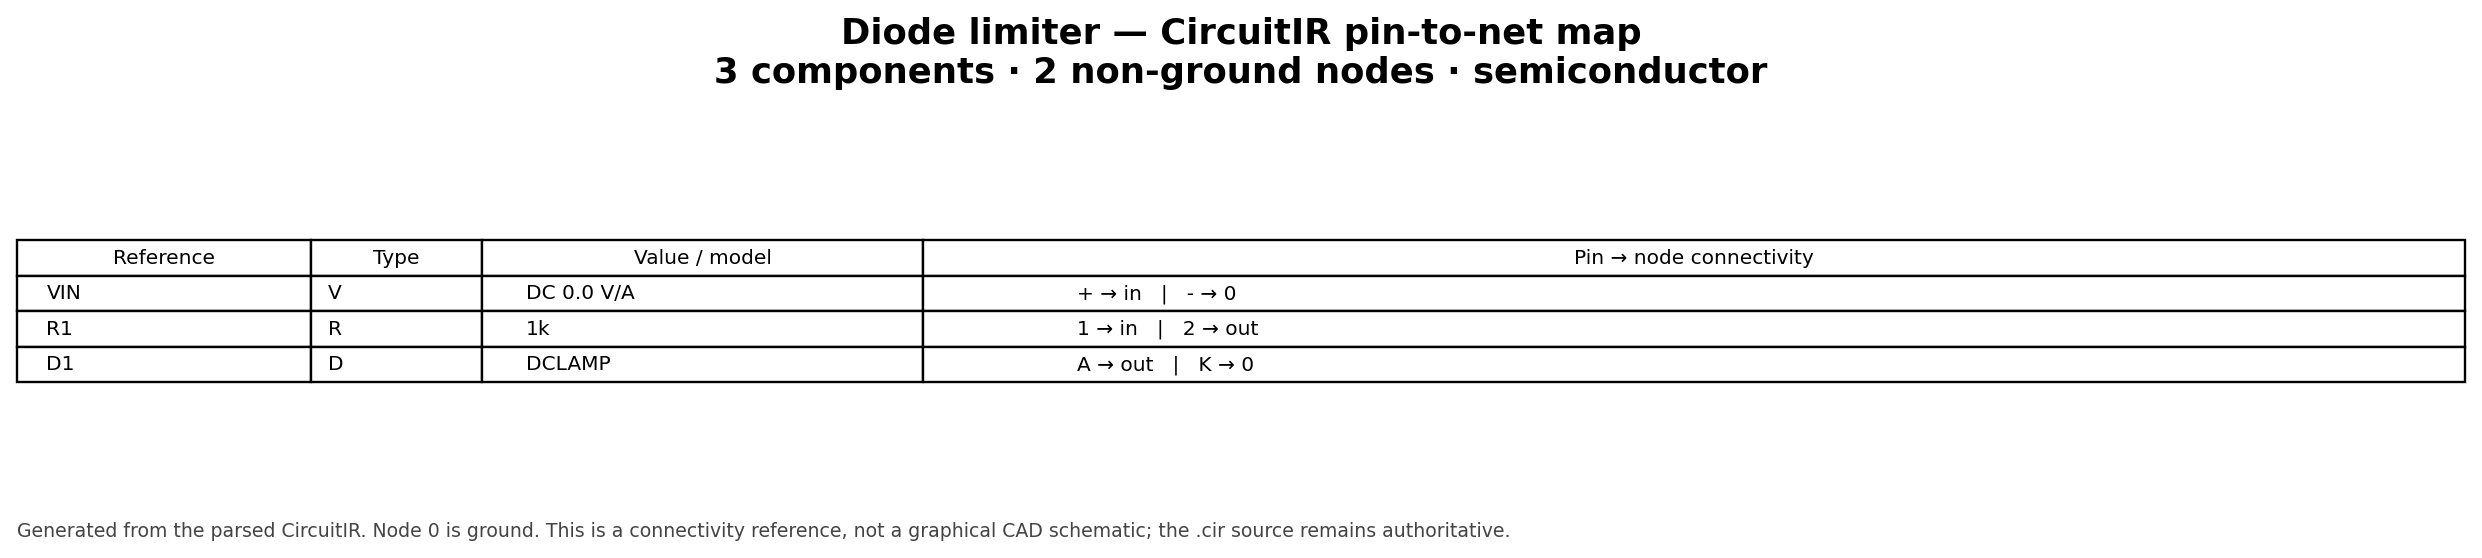 Diode limiter — CircuitIR pin-to-net map
3 components · 2 non-ground nodes · semiconductor
Reference Type Value / model Pin → node connectivity
VIN V DC 0.0 V/A + → in | - → 0
R1 R 1k 1 → in | 2 → out
D1 D DCLAMP A → out | K → 0
Generated from the parsed CircuitIR. Node 0 is ground. This is a connectivity reference, not a graphical CAD schematic; the .cir source remains authoritative.